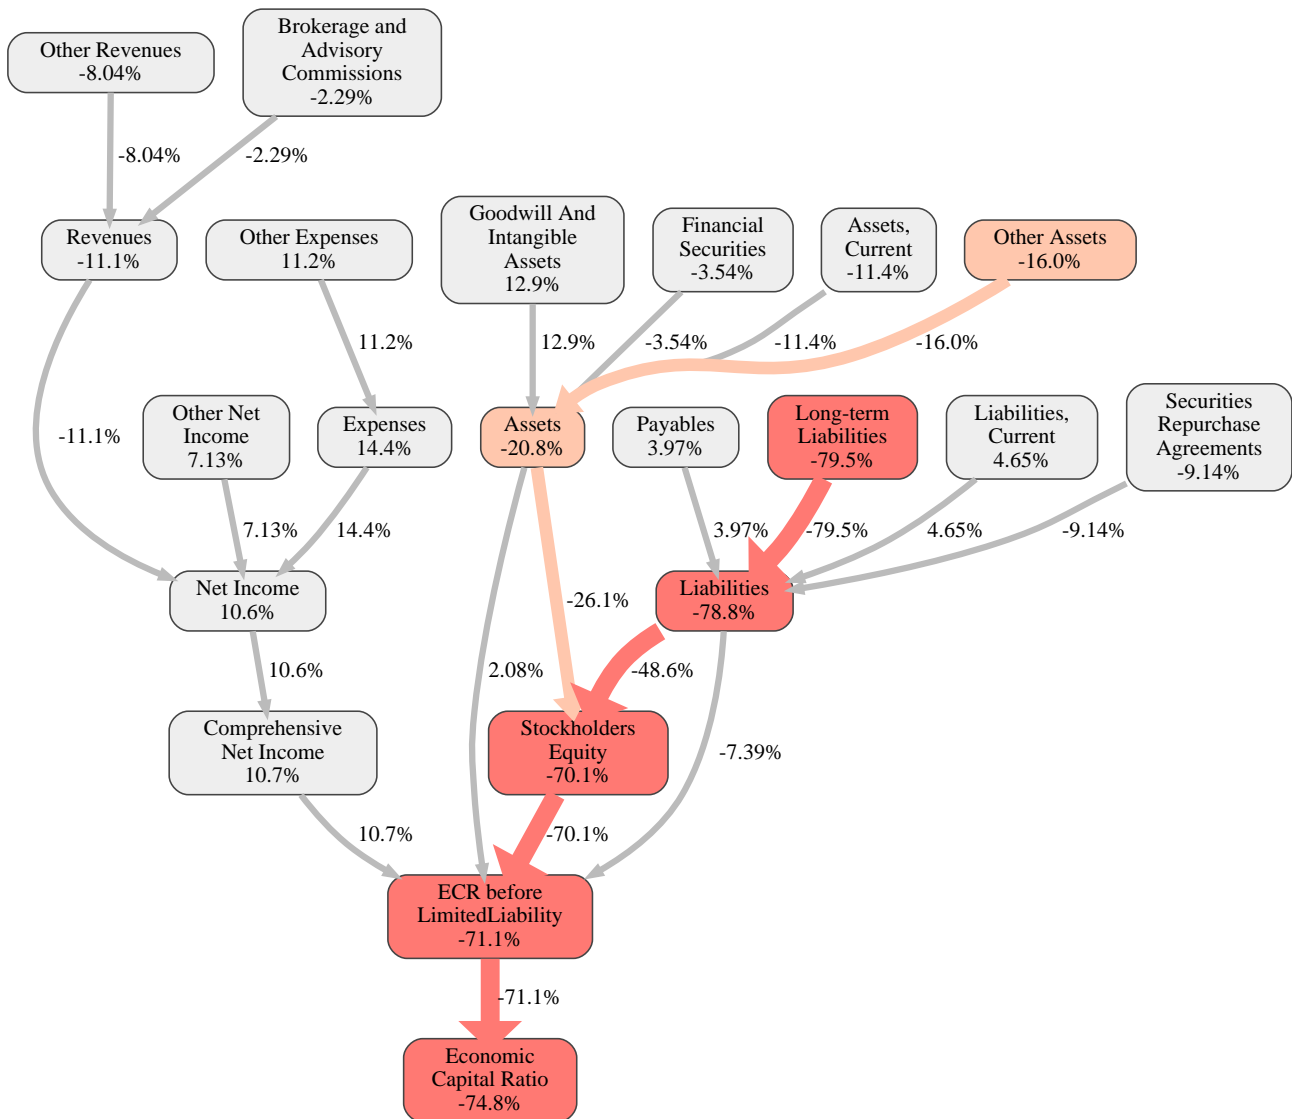 Other Revenues
-8.04%
Brokerage and
Advisory
Commissions
-2.29%
-8.04%
-2.29%
Revenues
-11.1%
Other Expenses
11.2%
Goodwill And
Intangible
Assets
12.9%
Financial
Securities
-3.54%
Assets,
Current
-11.4%
Other Assets
-16.0%
11.2%
12.9%
-3.54%
-11.4%
-16.0%
-11.1%
Other Net
Income
7.13%
Expenses
14.4%
Assets
-20.8%
Payables
3.97%
Long-term
Liabilities
-79.5%
Liabilities,
Current
4.65%
Securities
Repurchase
Agreements
-9.14%
7.13%
14.4%
3.97%
-79.5%
4.65%
-9.14%
Net Income
10.6%
-26.1%
Liabilities
-78.8%
10.6%
2.08%
-48.6%
Comprehensive
Net Income
10.7%
Stockholders
Equity
-70.1%
-7.39%
10.7%
-70.1%
ECR before
LimitedLiability
-71.1%
-71.1%
Economic
Capital Ratio
-74.8%